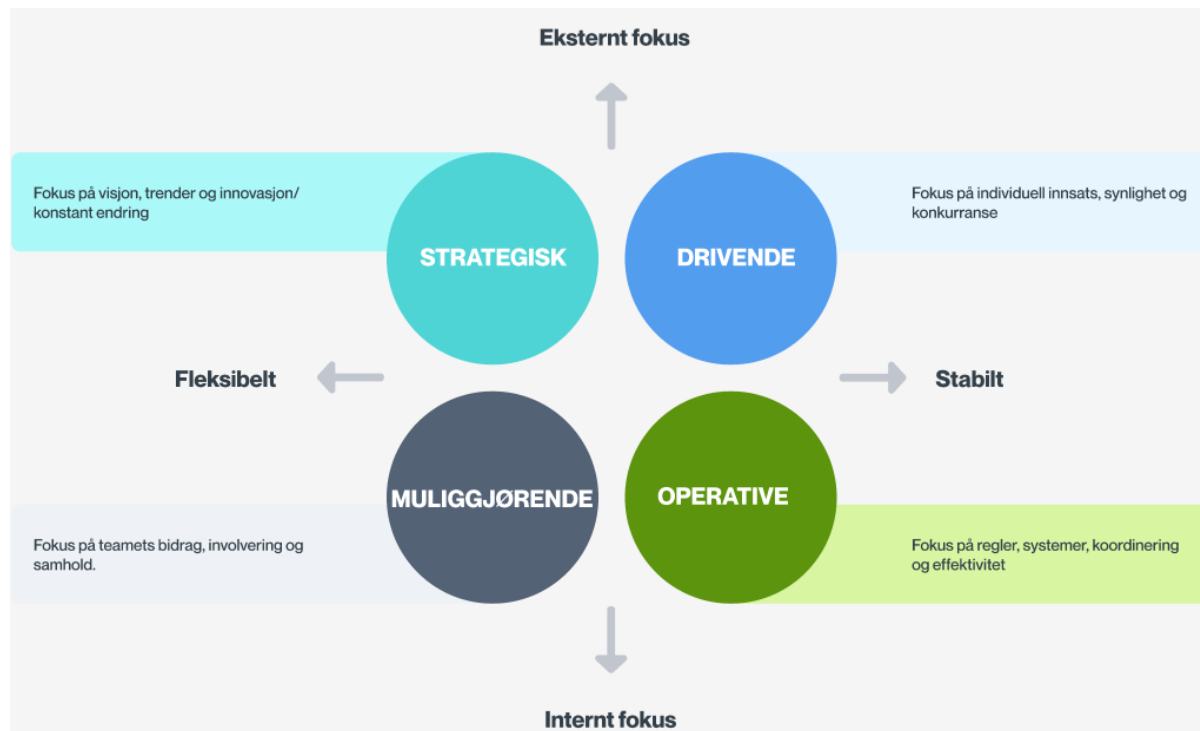 Eksternt fokus
Fokus på visjon, trender og innovasjon/
konstant endring
Fokus på individuell innsats, synlighet og
konkurranse
STRATEGISK
DRIVENDE
Fleksibelt
Stabilt
MULIGGJØRENDE
OPERATIVE
Fokus på teamets bidrag, involvering og
samhold.
Fokus på regler, systemer, koordinering
og effektivitet
Internt fokus